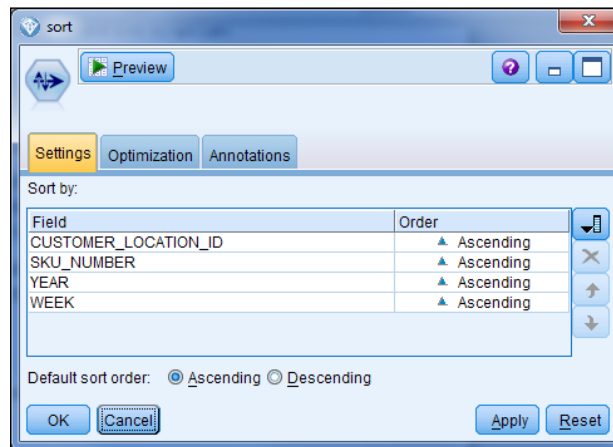 sort
Preview
Settings Optimization Annotations
Sort by:
Field Order
CUSTOMER_LOCATION_ID Ascending
SKU_NUMBER Ascending
YEAR Ascending
WEEK Ascending
Default sort order: Ascending Descending
OK Cancel Apply Reset